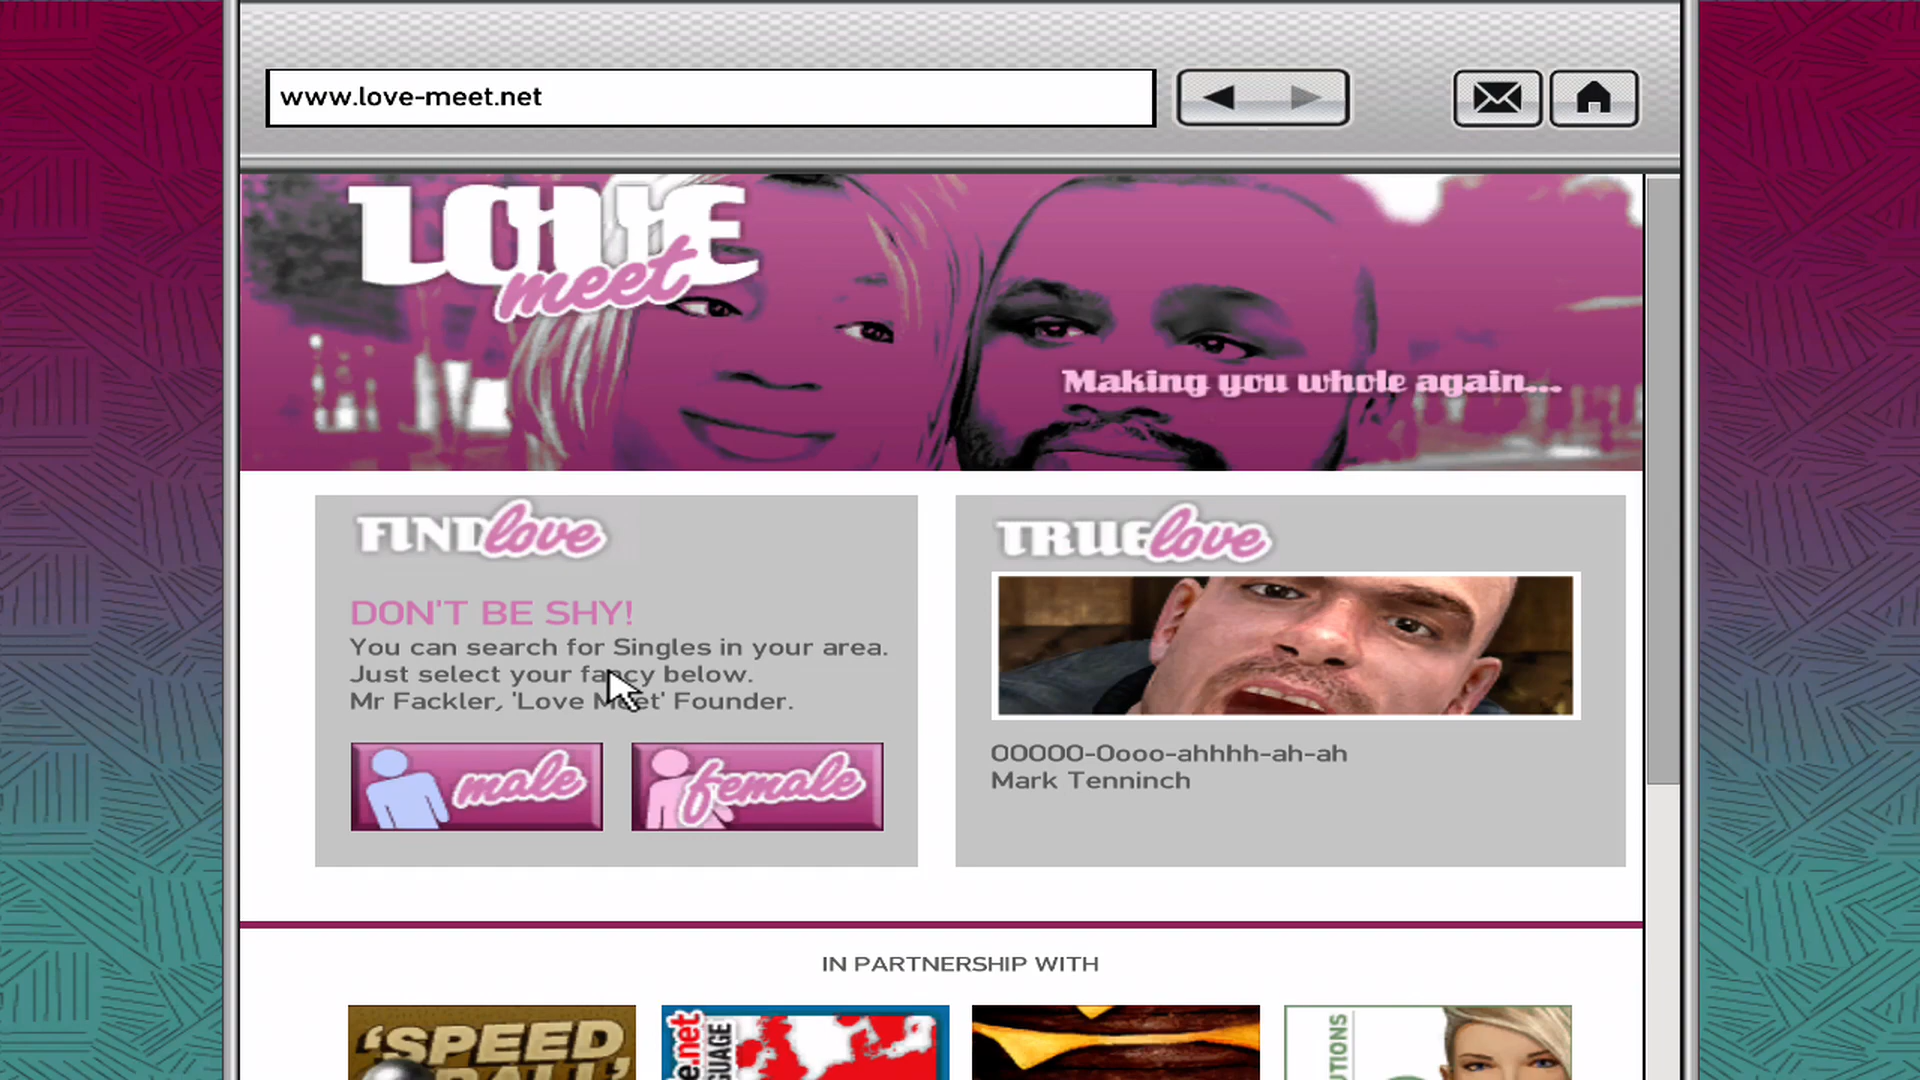 www.love-meet.net
LOVE
meet
Making you whole again...
FIND love
TRUE love
DON'T BE SHY!
You can search for Singles in your area.
Just select your fancy below.
Mr Fackler, 'Love Meet' Founder.
male
female
OOOOO-Oooo-ahhhh-ah-ah
Mark Tenninch
IN PARTNERSHIP WITH
'SPEED
BALL'